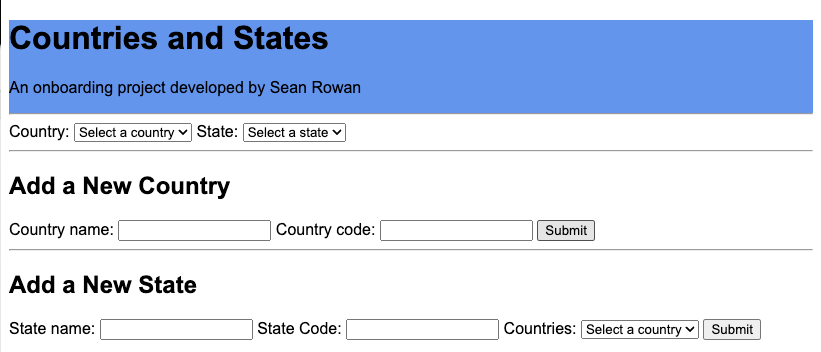 Countries and States
An onboarding project developed by Sean Rowan
Country: Select a country State: Select a state
Add a New Country
Country name: Country code: Submit
Add a New State
State name: State Code: Countries: Select a country Submit